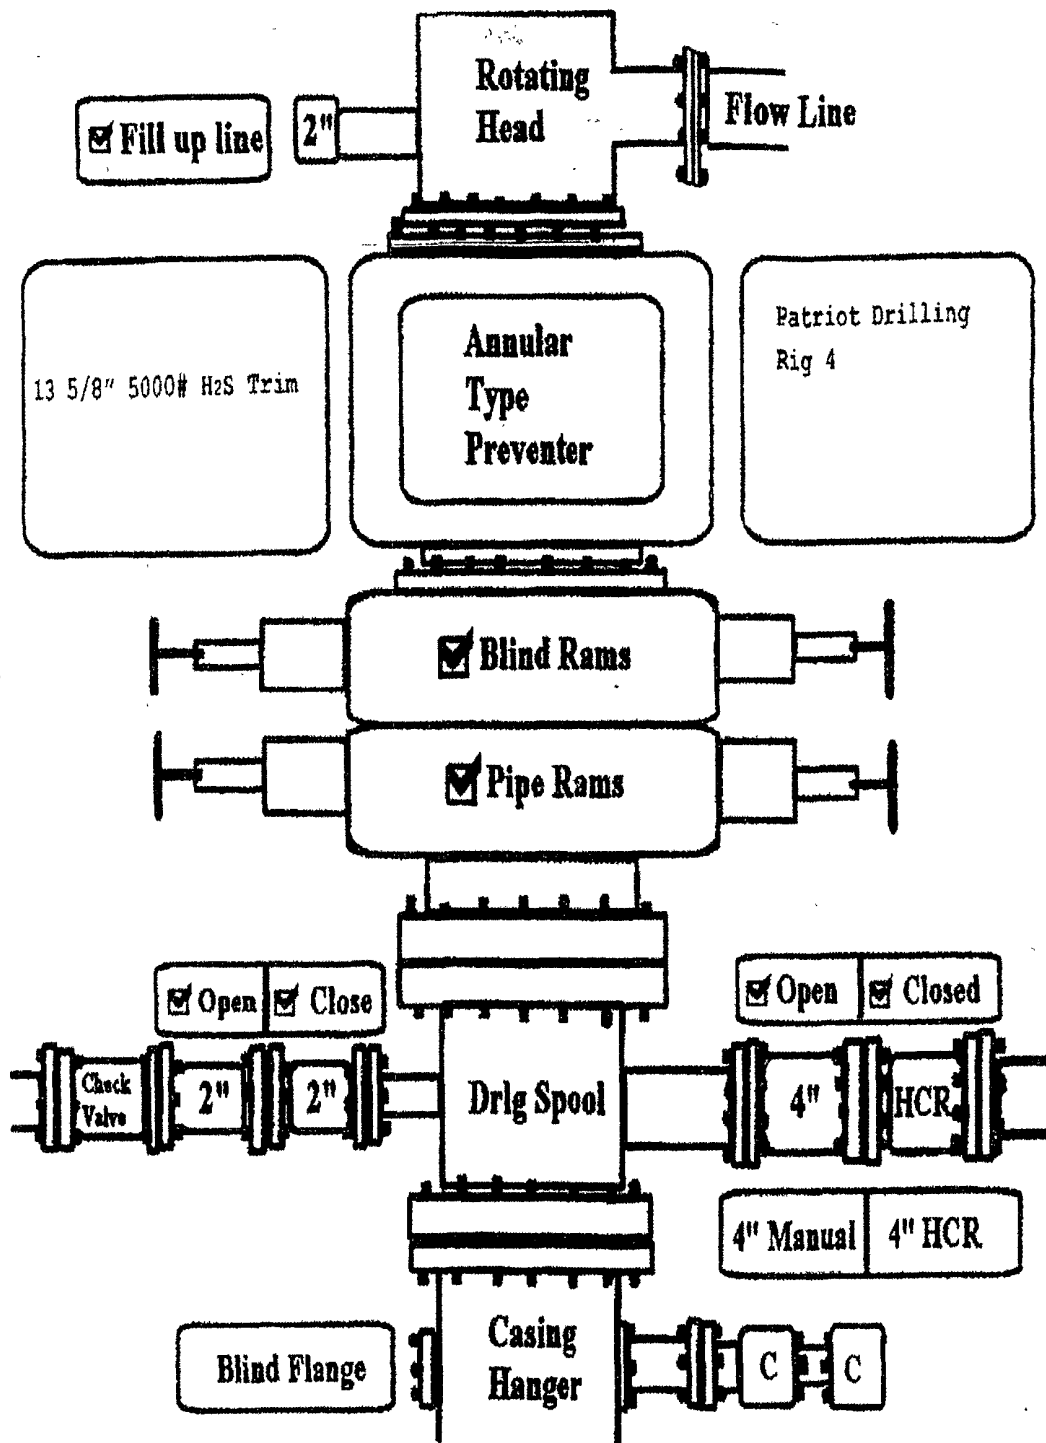 Rotating
Head
Fill up line
2"
Flow Line
13 5/8" 5000# H2S Trim
Annular
Type
Preventer
Patriot Drilling
Rig 4
Blind Rams
Pipe Rams
Open
Close
Open
Closed
Check
Valve
2"
2"
Drlg Spool
4"
HCR
4" Manual
4" HCR
Blind Flange
Casing
Hanger
C
C